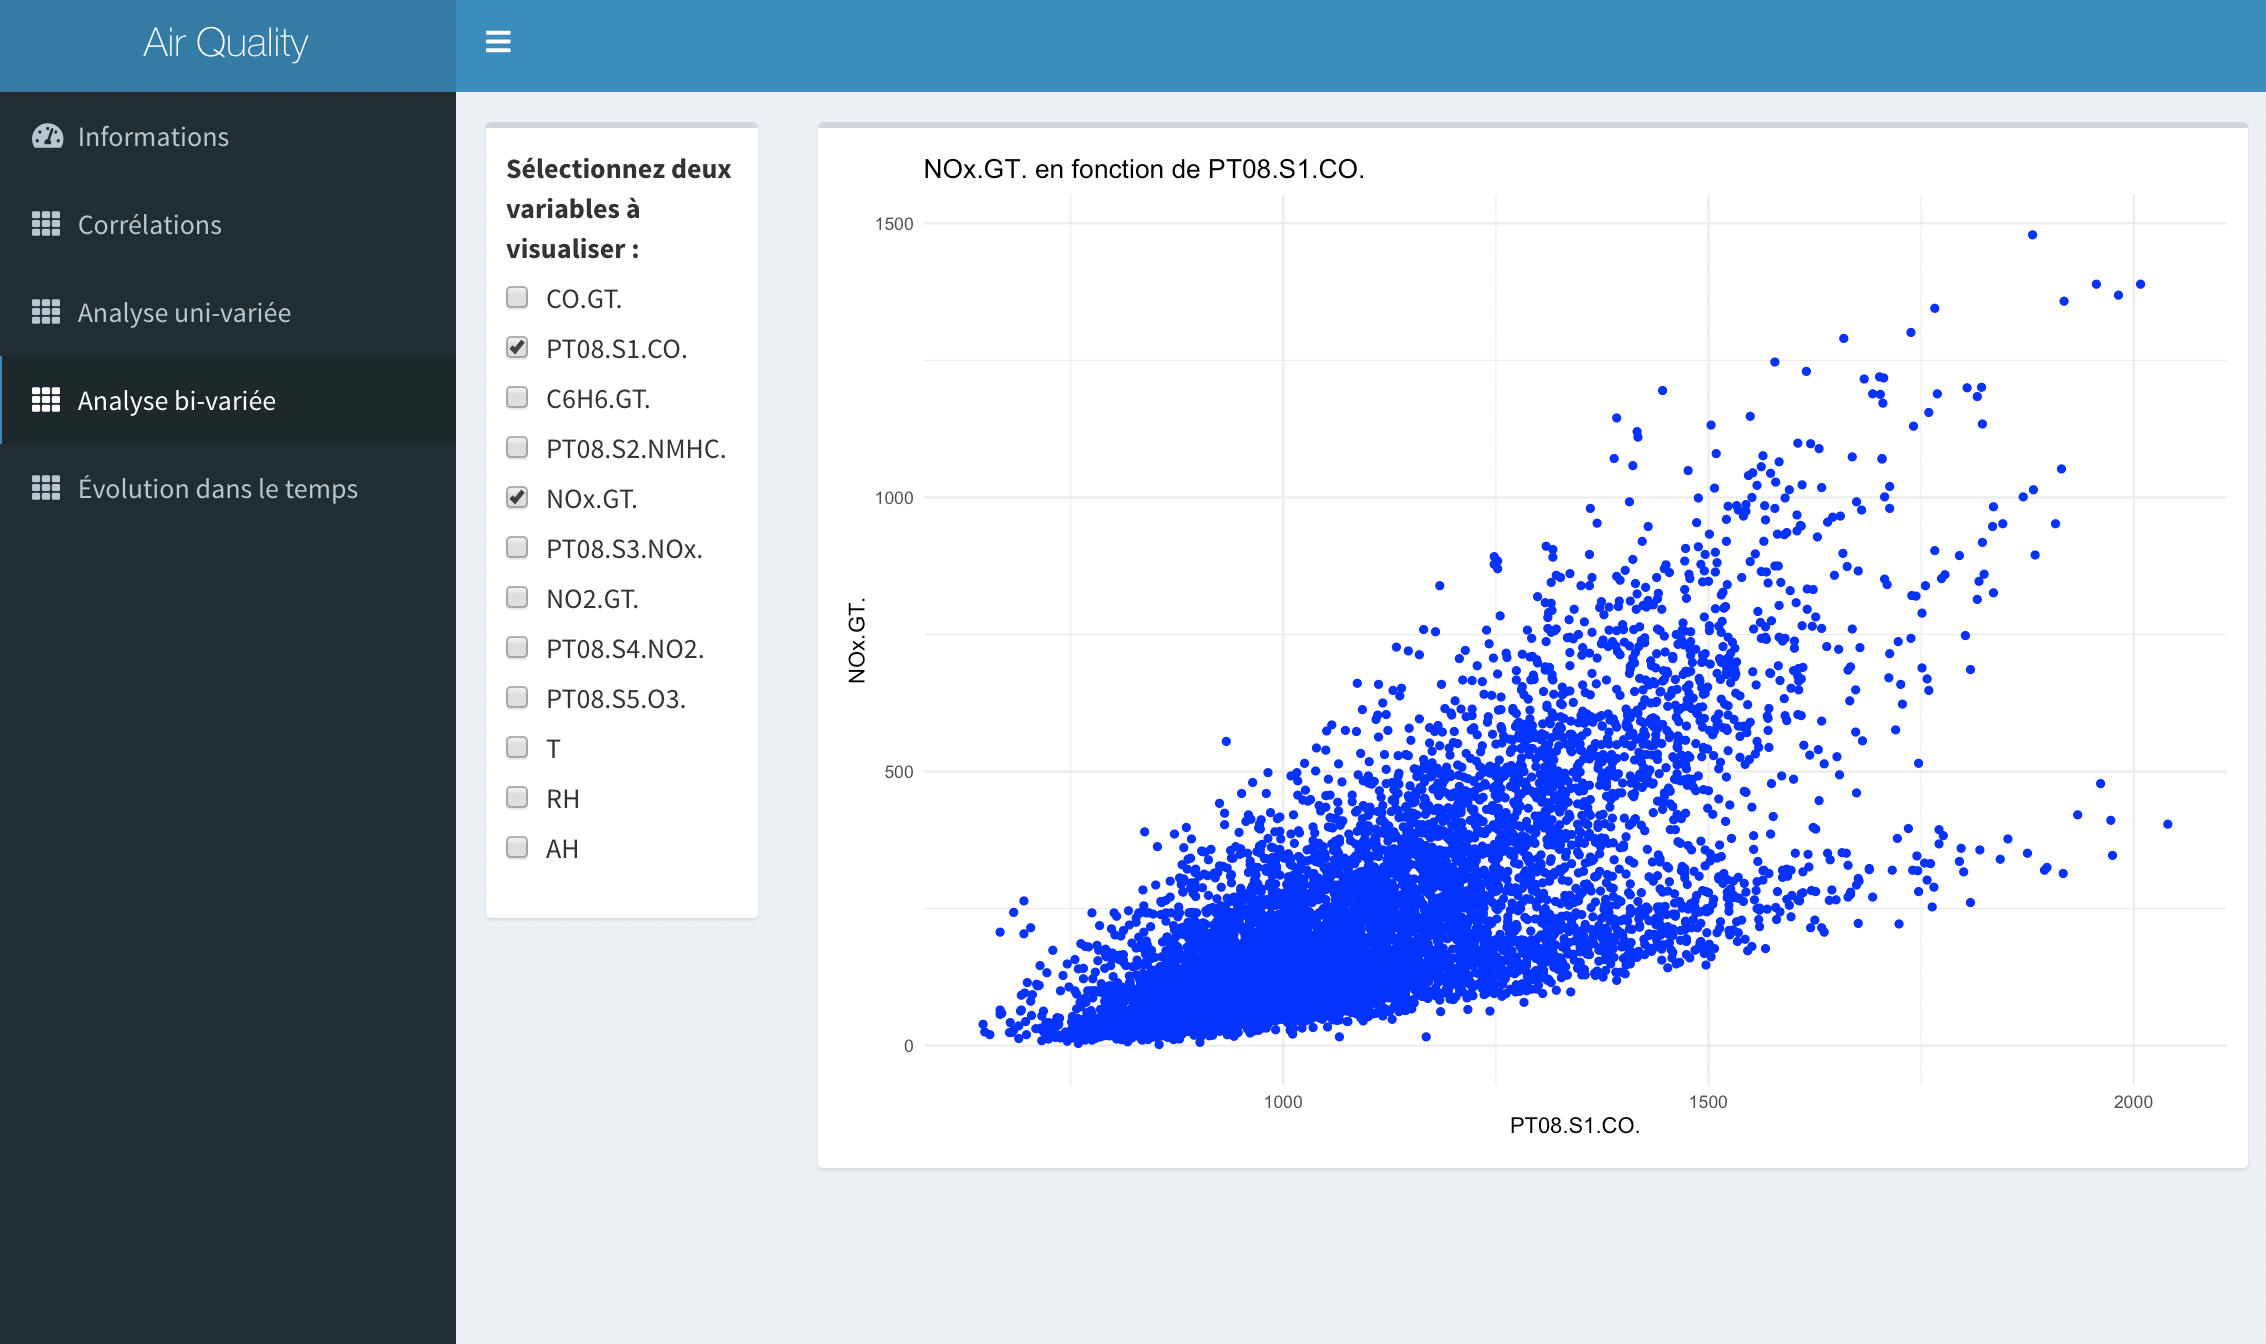 Air Quality
Informations
Corrélations
Analyse uni-variée
Analyse bi-variée
Évolution dans le temps
Sélectionnez deux
variables à
visualiser :
CO.GT.
PT08.S1.CO.
C6H6.GT.
PT08.S2.NMHC.
NOx.GT.
PT08.S3.NOx.
NO2.GT.
PT08.S4.NO2.
PT08.S5.O3.
T
RH
AH
NOx.GT. en fonction de PT08.S1.CO.
1500
1000
500
0
NOx.GT.
1000 1500 2000
PT08.S1.CO.